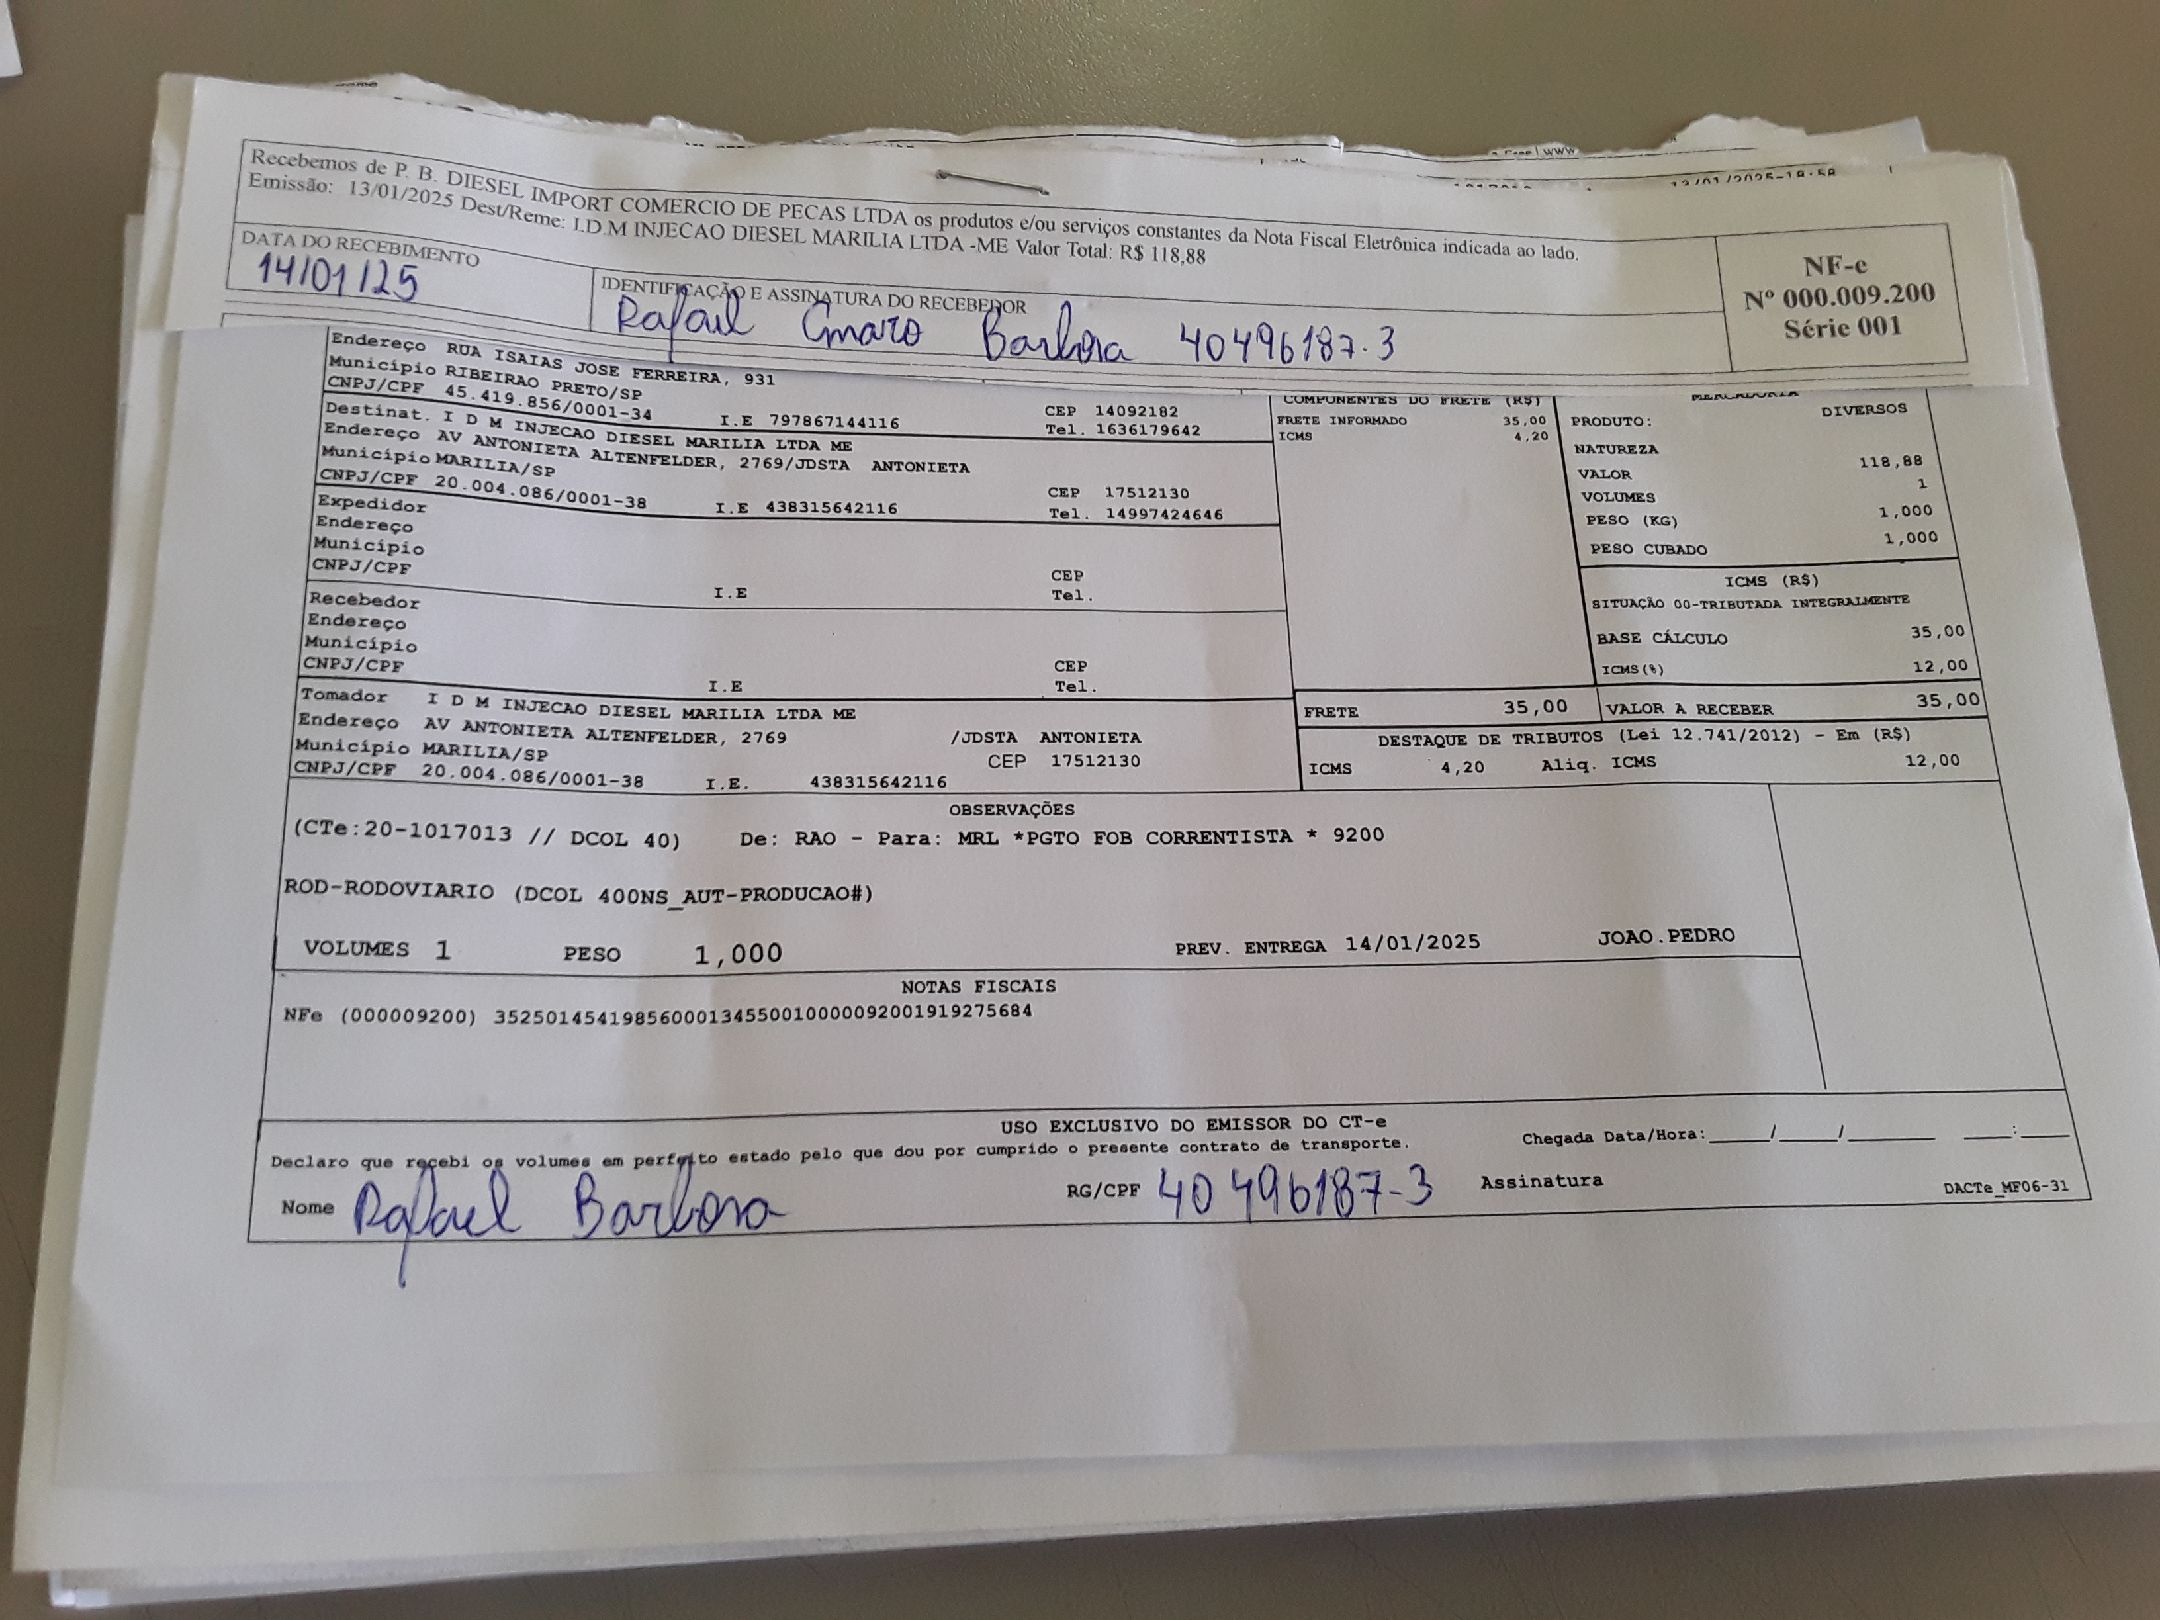 Recebemos de P. B. DIESEL IMPORT COMERCIO DE PECAS LTDA os produtos e/ou serviços constantes da Nota Fiscal Eletrônica indicada ao lado.
Emissão: 13/01/2025 Dest/Reme: I.D.M INJECAO DIESEL MARILIA LTDA -ME Valor Total: R$ 118,88
DATA DO RECEBIMENTO
14/01/25
IDENTIFICAÇÃO E ASSINATURA DO RECEBEDOR
Rafael Amaro Barbosa 40496187-3
NF-e
Nº 000.009.200
Série 001
Endereço RUA ISAIAS JOSE FERREIRA, 931
Município RIBEIRAO PRETO/SP CEP 14092182
CNPJ/CPF 45.419.856/0001-34 I.E 797867144116 Tel. 1636179642
Destinat. I D M INJECAO DIESEL MARILIA LTDA ME
Endereço AV ANTONIETA ALTENFELDER, 2769/JDSTA ANTONIETA
Município MARILIA/SP CEP 17512130
CNPJ/CPF 20.004.086/0001-38 I.E 438315642116 Tel. 14997424646
Expedidor
Endereço
Município CEP
CNPJ/CPF I.E Tel.
Recebedor
Endereço
Município CEP
CNPJ/CPF I.E Tel.
Tomador I D M INJECAO DIESEL MARILIA LTDA ME
Endereço AV ANTONIETA ALTENFELDER, 2769 /JDSTA ANTONIETA
Município MARILIA/SP CEP 17512130
CNPJ/CPF 20.004.086/0001-38 I.E. 438315642116
COMPONENTES DO FRETE (R$)
FRETE INFORMADO 35,00
ICMS 4,20
MERCADORIA
PRODUTO: DIVERSOS
NATUREZA
VALOR 118,88
VOLUMES 1
PESO (KG) 1,000
PESO CUBADO 1,000
ICMS (R$)
SITUAÇÃO 00-TRIBUTADA INTEGRALMENTE
BASE CÁLCULO 35,00
ICMS(%) 12,00
FRETE 35,00 VALOR A RECEBER 35,00
DESTAQUE DE TRIBUTOS (Lei 12.741/2012) - Em (R$)
ICMS 4,20 Aliq. ICMS 12,00
OBSERVAÇÕES
(CTe:20-1017013 // DCOL 40) De: RAO - Para: MRL *PGTO FOB CORRENTISTA * 9200
ROD-RODOVIARIO (DCOL 400NS_AUT-PRODUCAO#)
VOLUMES 1 PESO 1,000 PREV. ENTREGA 14/01/2025 JOAO.PEDRO
NOTAS FISCAIS
NFe (000009200) 35250145419856000134550010000092001919275684
USO EXCLUSIVO DO EMISSOR DO CT-e
Declaro que recebi os volumes em perfeito estado pelo que dou por cumprido o presente contrato de transporte. Chegada Data/Hora:____/____/______ ___:___
Nome Rafael Barbosa RG/CPF 40496187-3 Assinatura
DACTe_MF06-31